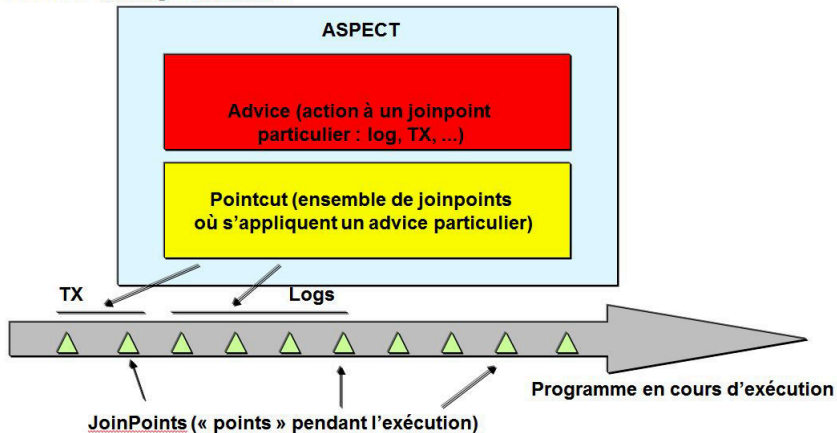 ASPECT
Advice (action à un joinpoint
particulier : log, TX, ...)
Pointcut (ensemble de joinpoints
où s'appliquent un advice particulier)
TX
Logs
Programme en cours d'exécution
JoinPoints (« points » pendant l'exécution)